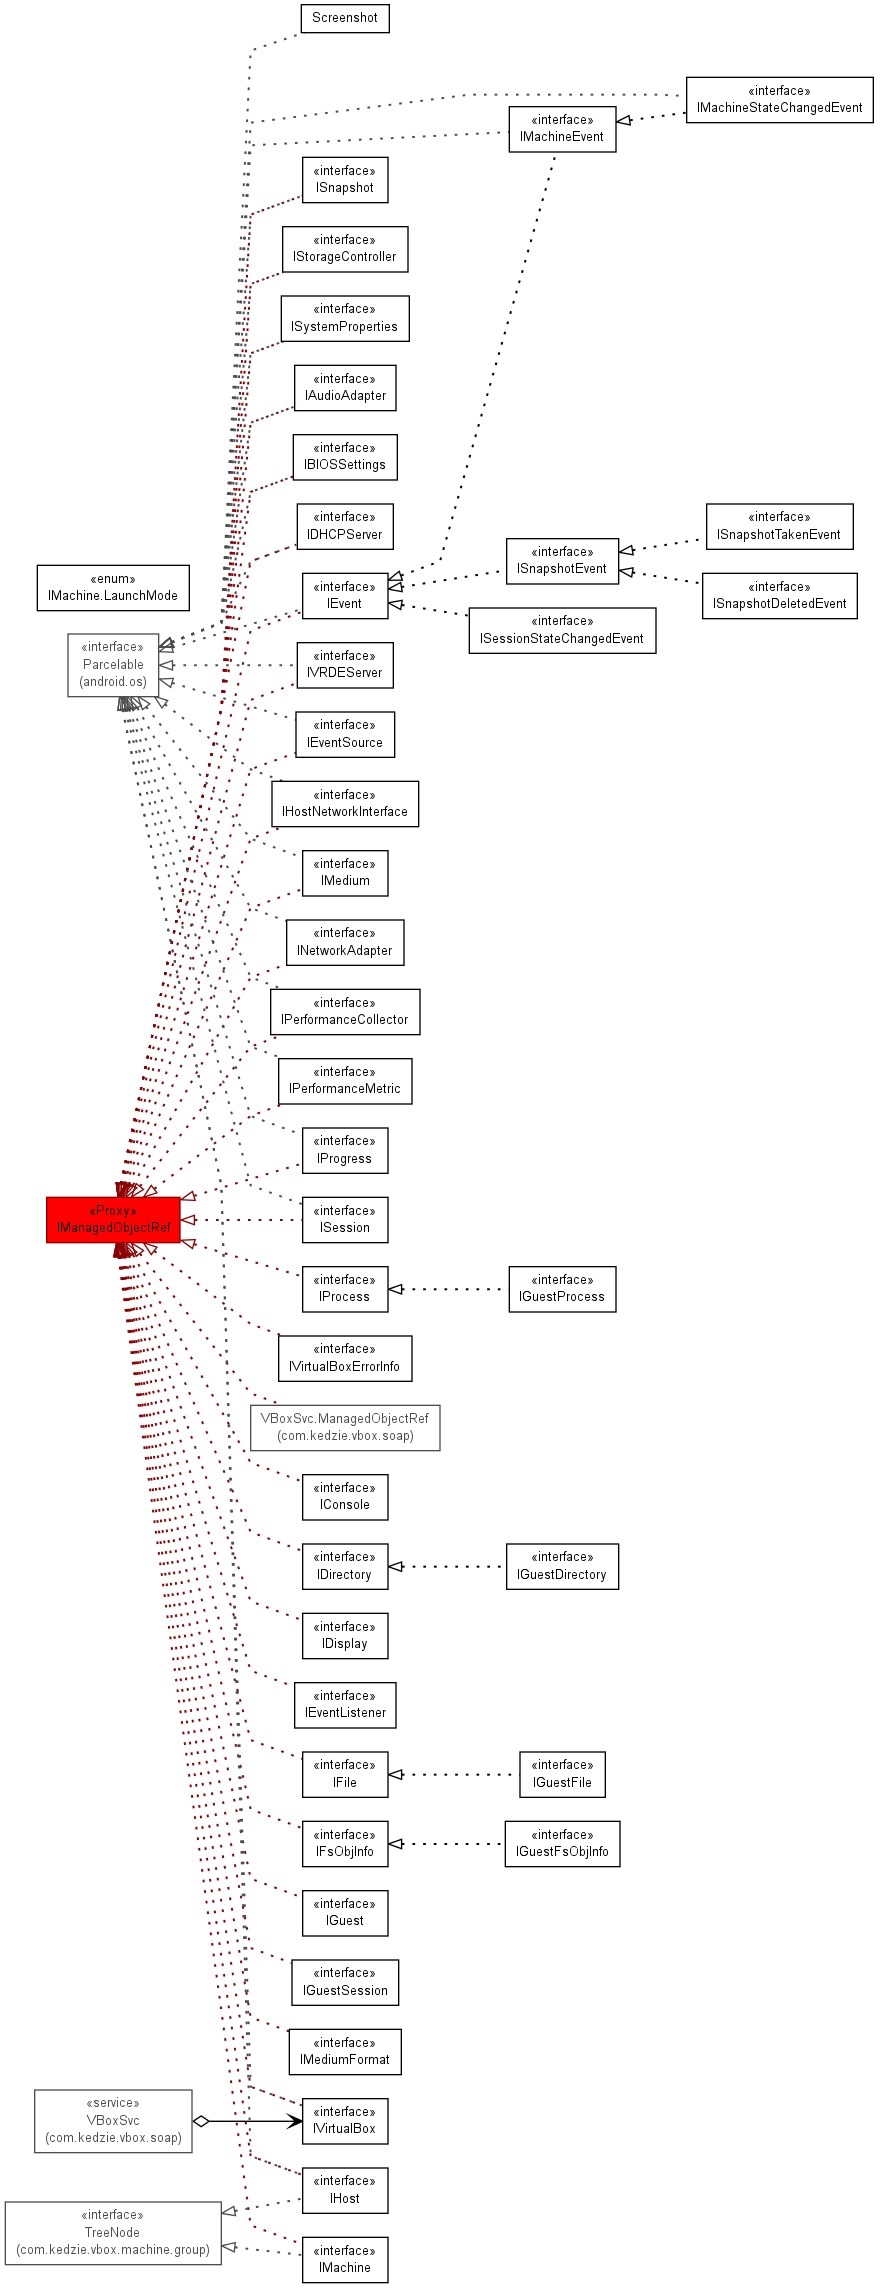 Screenshot
«interface»
IMachineStateChangedEvent
«interface»
IMachineEvent
«interface»
ISnapshot
«interface»
IStorageController
«interface»
ISystemProperties
«interface»
IAudioAdapter
«interface»
IBIOSSettings
«interface»
IDHCPServer
«interface»
ISnapshotTakenEvent
«interface»
ISnapshotEvent
«enum»
IMachine.LaunchMode
«interface»
IEvent
«interface»
ISnapshotDeletedEvent
«interface»
ISessionStateChangedEvent
«interface»
Parcelable
(android.os)
«interface»
IVRDEServer
«interface»
IEventSource
«interface»
IHostNetworkInterface
«interface»
IMedium
«interface»
INetworkAdapter
«interface»
IPerformanceCollector
«interface»
IPerformanceMetric
«interface»
IProgress
«Proxy»
IManagedObjectRef
«interface»
ISession
«interface»
IProcess
«interface»
IGuestProcess
«interface»
IVirtualBoxErrorInfo
VBoxSvc.ManagedObjectRef
(com.kedzie.vbox.soap)
«interface»
IConsole
«interface»
IDirectory
«interface»
IGuestDirectory
«interface»
IDisplay
«interface»
IEventListener
«interface»
IFile
«interface»
IGuestFile
«interface»
IFsObjInfo
«interface»
IGuestFsObjInfo
«interface»
IGuest
«interface»
IGuestSession
«interface»
IMediumFormat
«service»
VBoxSvc
(com.kedzie.vbox.soap)
«interface»
IVirtualBox
«interface»
IHost
«interface»
TreeNode
(com.kedzie.vbox.machine.group)
«interface»
IMachine